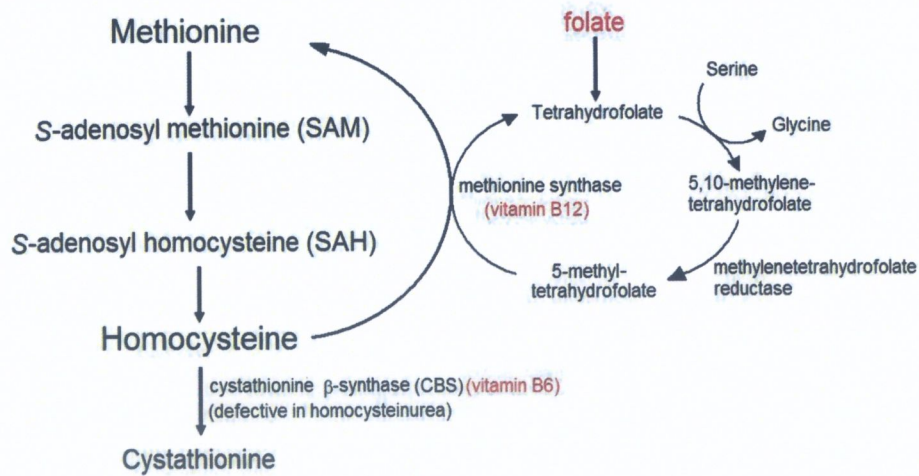 Methionine
S-adenosyl methionine (SAM)
S-adenosyl homocysteine (SAH)
Homocysteine
cystathionine β-synthase (CBS) (vitamin B6)
(defective in homocysteinurea)
Cystathionine
folate
Tetrahydrofolate
Serine
Glycine
5,10-methylene-
tetrahydrofolate
methylenetetrahydrofolate
reductase
5-methyl-
tetrahydrofolate
methionine synthase
(vitamin B12)